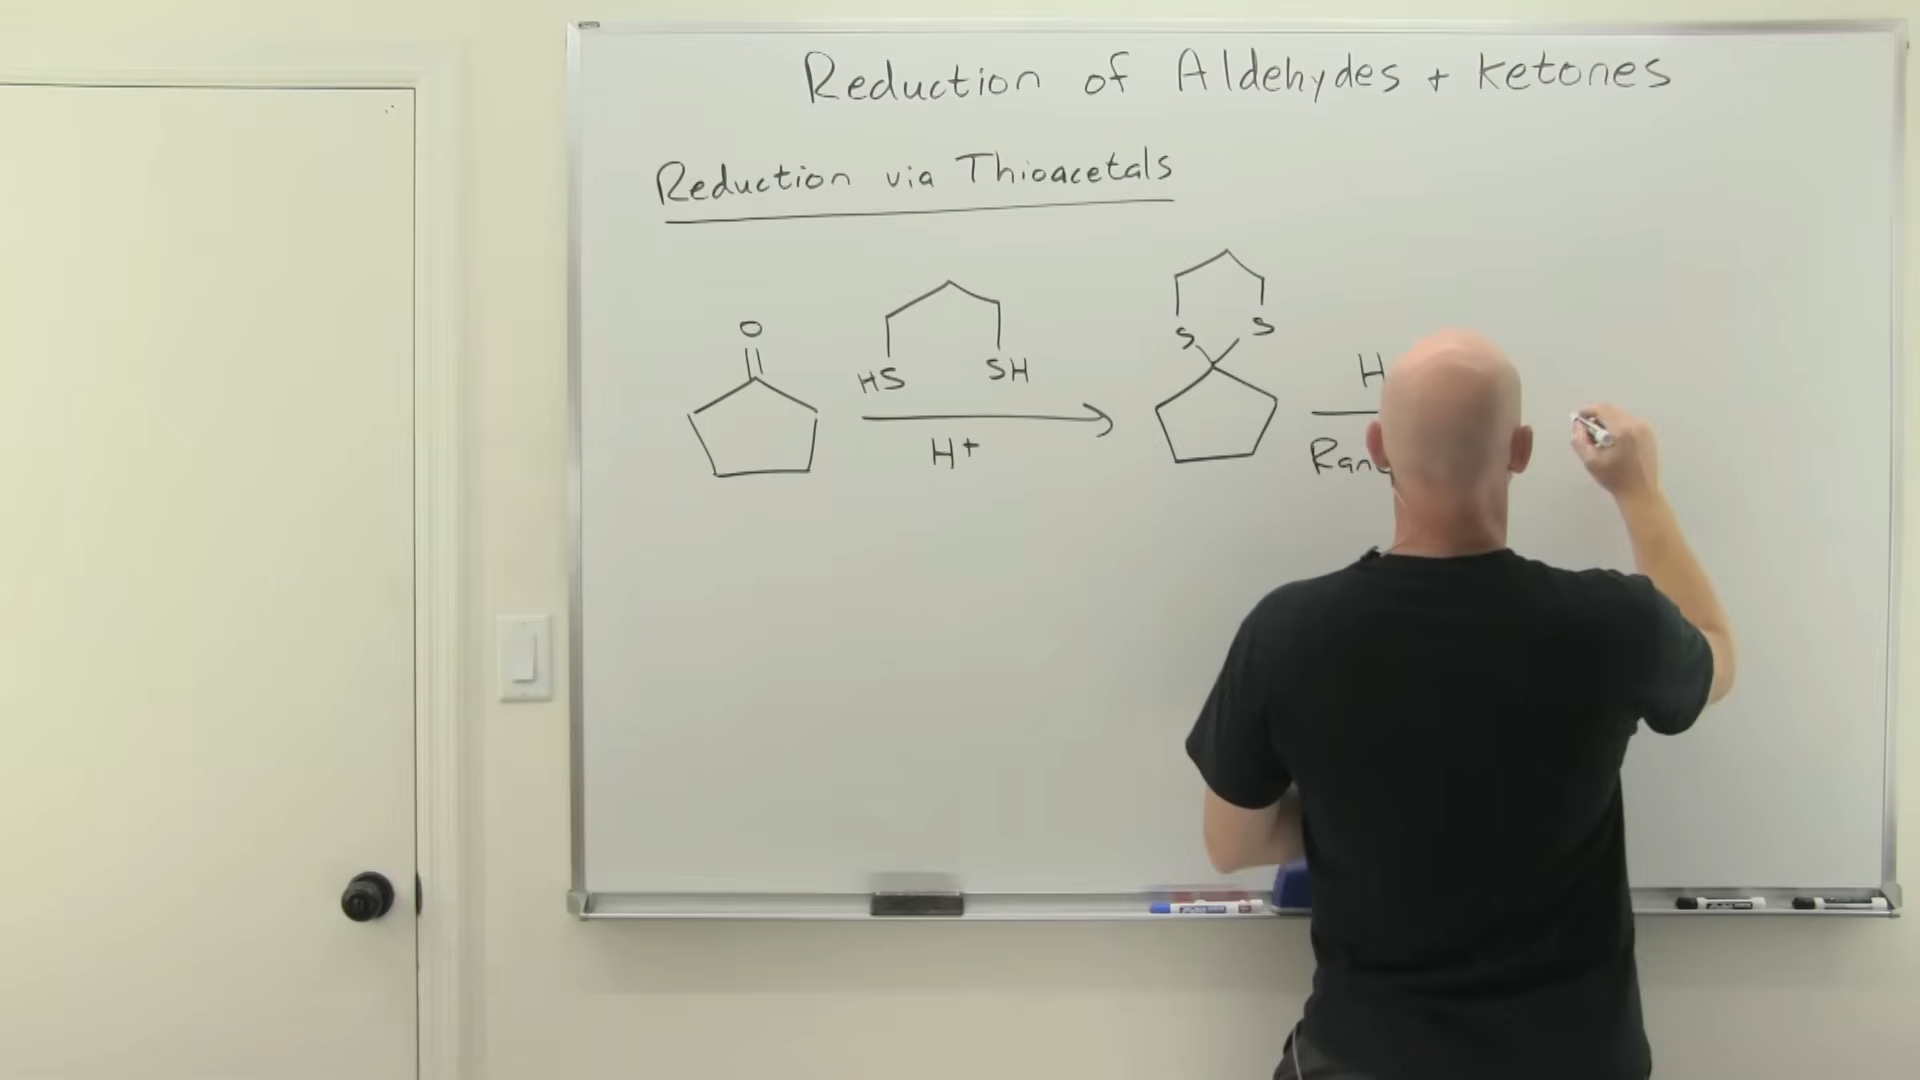 Reduction of Aldehydes + Ketones
Reduction via Thioacetals
O
HS SH
H+
S S
H